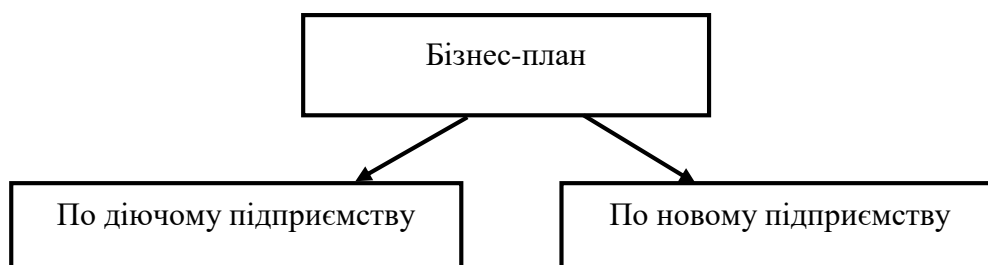 Бізнес-план
По діючому підприємству
По новому підприємству